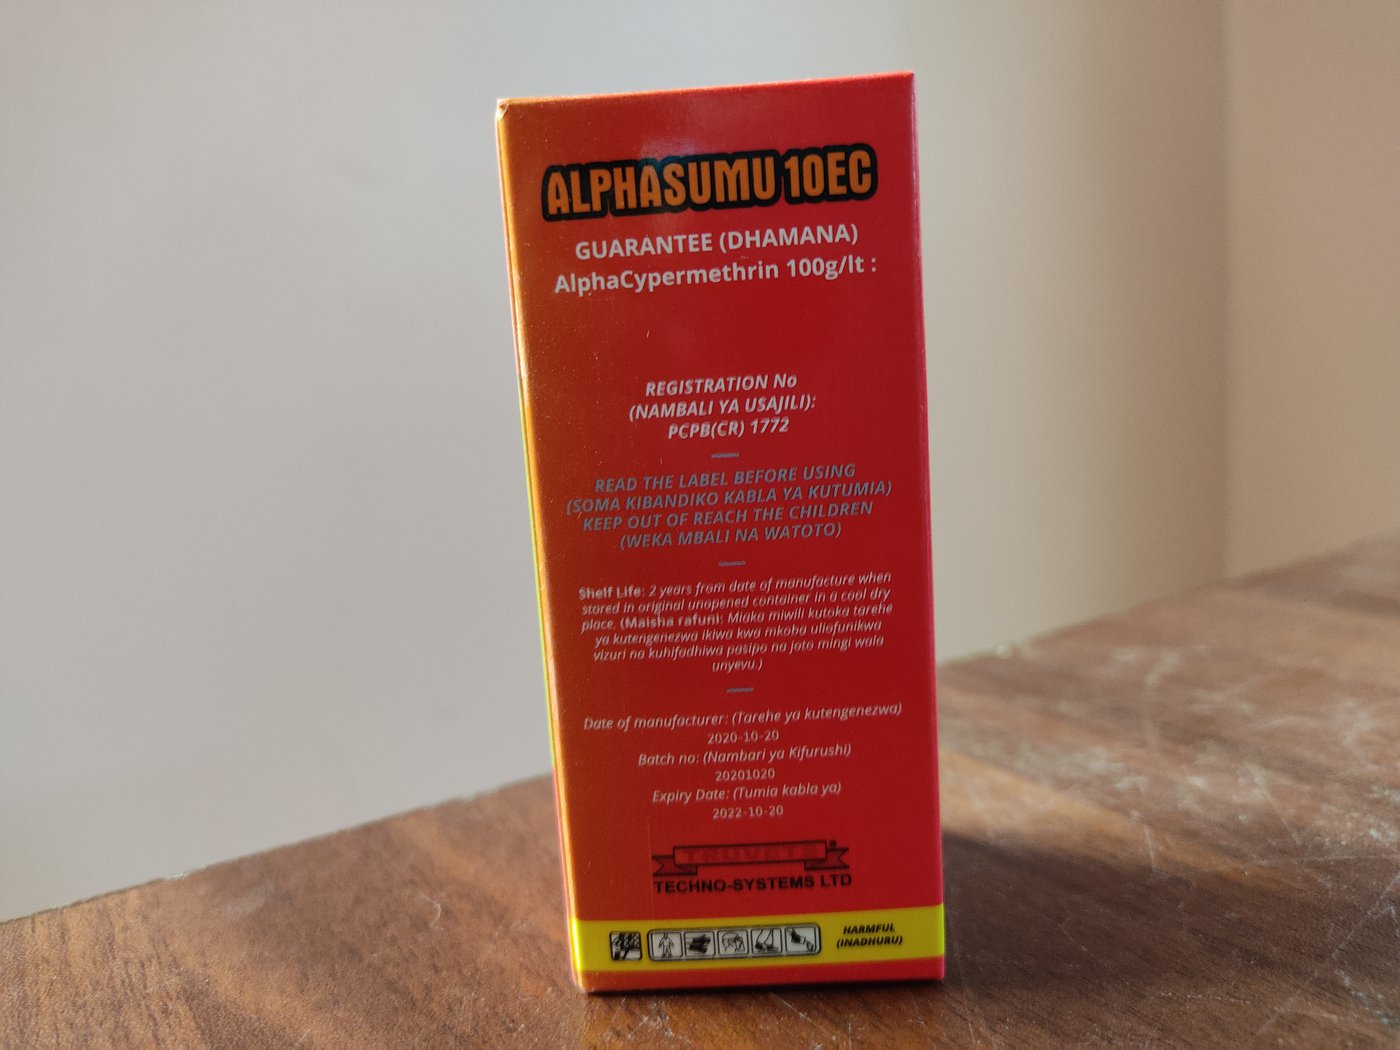 ALPHASUMU 10EC
GUARANTEE (DHAMANA)
AlphaCypermethrin 100g/lt :
REGISTRATION No
(NAMBALI YA USAJILI):
PCPB(CR) 1772
READ THE LABEL BEFORE USING
(SOMA KIBANDIKO KABLA YA KUTUMIA)
KEEP OUT OF REACH THE CHILDREN
(WEKA MBALI NA WATOTO)
Shelf Life: 2 years from date of manufacture when
stored in original unopened container in a cool dry
place. (Maisha rafuni: Miaka miwili kutoka tarehe
ya kutengenezwa ikiwa kwa mkoba uliofunikwa
vizuri na kuhifadhiwa pasipo na joto mingi wala
unyevu.)
Date of manufacturer: (Tarehe ya kutengenezwa)
2020-10-20
Batch no: (Nambari ya Kifurushi)
20201020
Expiry Date: (Tumia kabla ya)
2022-10-20
TRUVETS
TECHNO-SYSTEMS LTD
HARMFUL
(INADHURU)